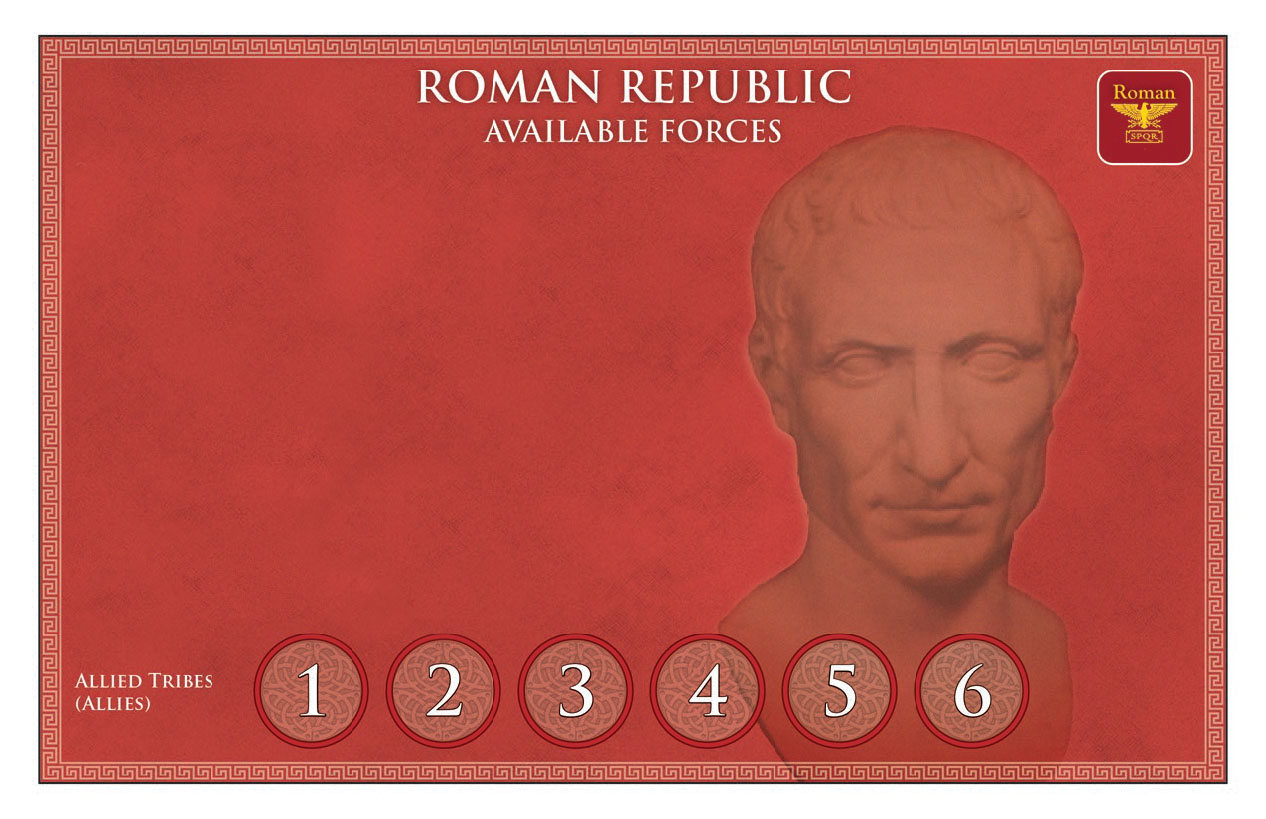 ROMAN REPUBLIC
AVAILABLE FORCES
Roman
SPQR
ALLIED TRIBES
(ALLIES)
1 2 3 4 5 6